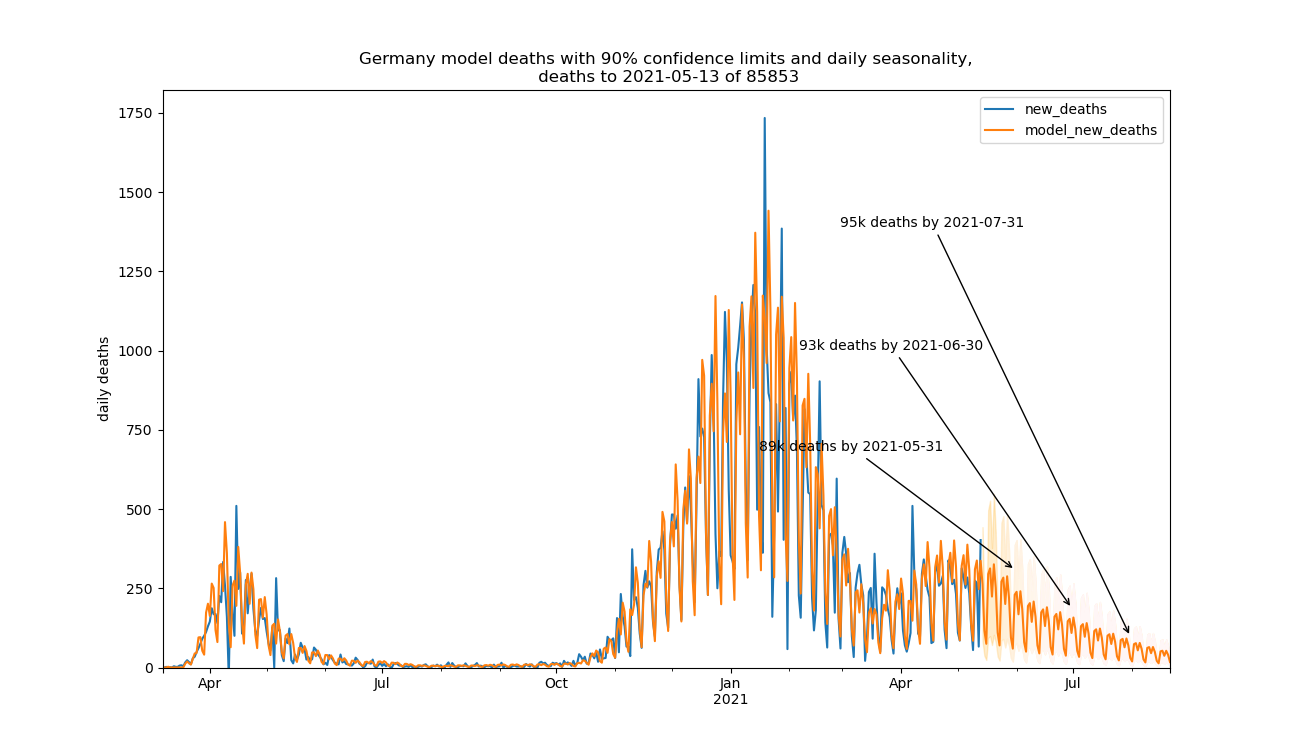 Germany model deaths with 90% confidence limits and daily seasonality,
deaths to 2021-05-13 of 85853
new_deaths
model_new_deaths
daily deaths
1750
1500
1250
1000
750
500
250
0
95k deaths by 2021-07-31
93k deaths by 2021-06-30
89k deaths by 2021-05-31
Apr
Jul
Oct
Jan
2021
Apr
Jul